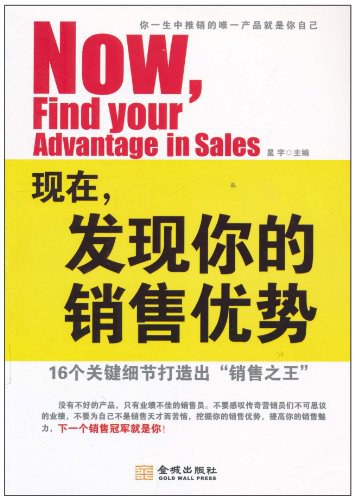 你一生中推销的唯一产品就是你自己
Now,
Find your
Advantage in Sales
星宇◎主编
现在，
发现你的
销售优势
16个关键细节打造出“销售之王”
没有不好的产品，只有业绩不佳的销售员。不要感叹传奇营销员们不可思议
的业绩，不要为自己不是销售天才而苦恼，挖掘你的销售优势，提高你的销售魅
力，下一个销售冠军就是你！
金城出版社
GOLD WALL PRESS